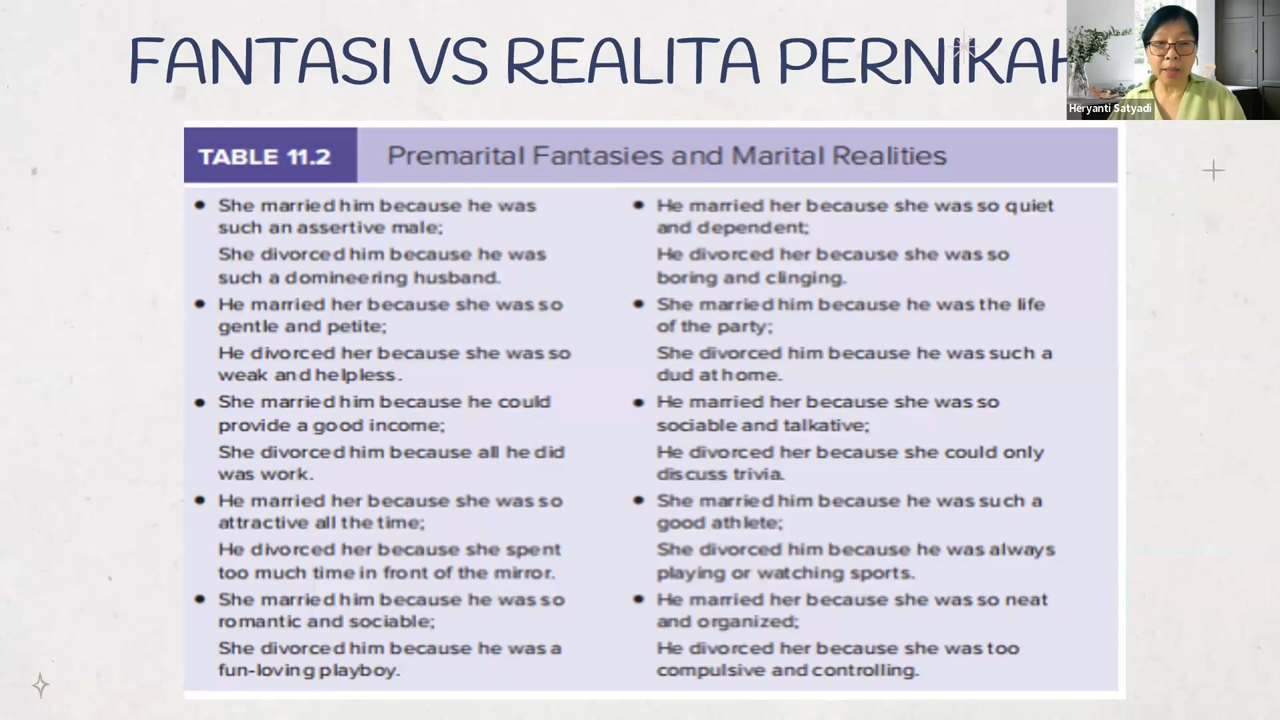 FANTASI VS REALITA PERNIKAH
Heryanti Satyadi
TABLE 11.2
Premarital Fantasies and Marital Realities
• She married him because he was
such an assertive male;
She divorced him because he was
such a domineering husband.
• He married her because she was so
gentle and petite;
He divorced her because she was so
weak and helpless.
• She married him because he could
provide a good income;
She divorced him because all he did
was work.
• He married her because she was so
attractive all the time;
He divorced her because she spent
too much time in front of the mirror.
• She married him because he was so
romantic and sociable;
She divorced him because he was a
fun-loving playboy.
• He married her because she was so quiet
and dependent;
He divorced her because she was so
boring and clinging.
• She married him because he was the life
of the party;
She divorced him because he was such a
dud at home.
• He married her because she was so
sociable and talkative;
He divorced her because she could only
discuss trivia.
• She married him because he was such a
good athlete;
She divorced him because he was always
playing or watching sports.
• He married her because she was so neat
and organized;
He divorced her because she was too
compulsive and controlling.